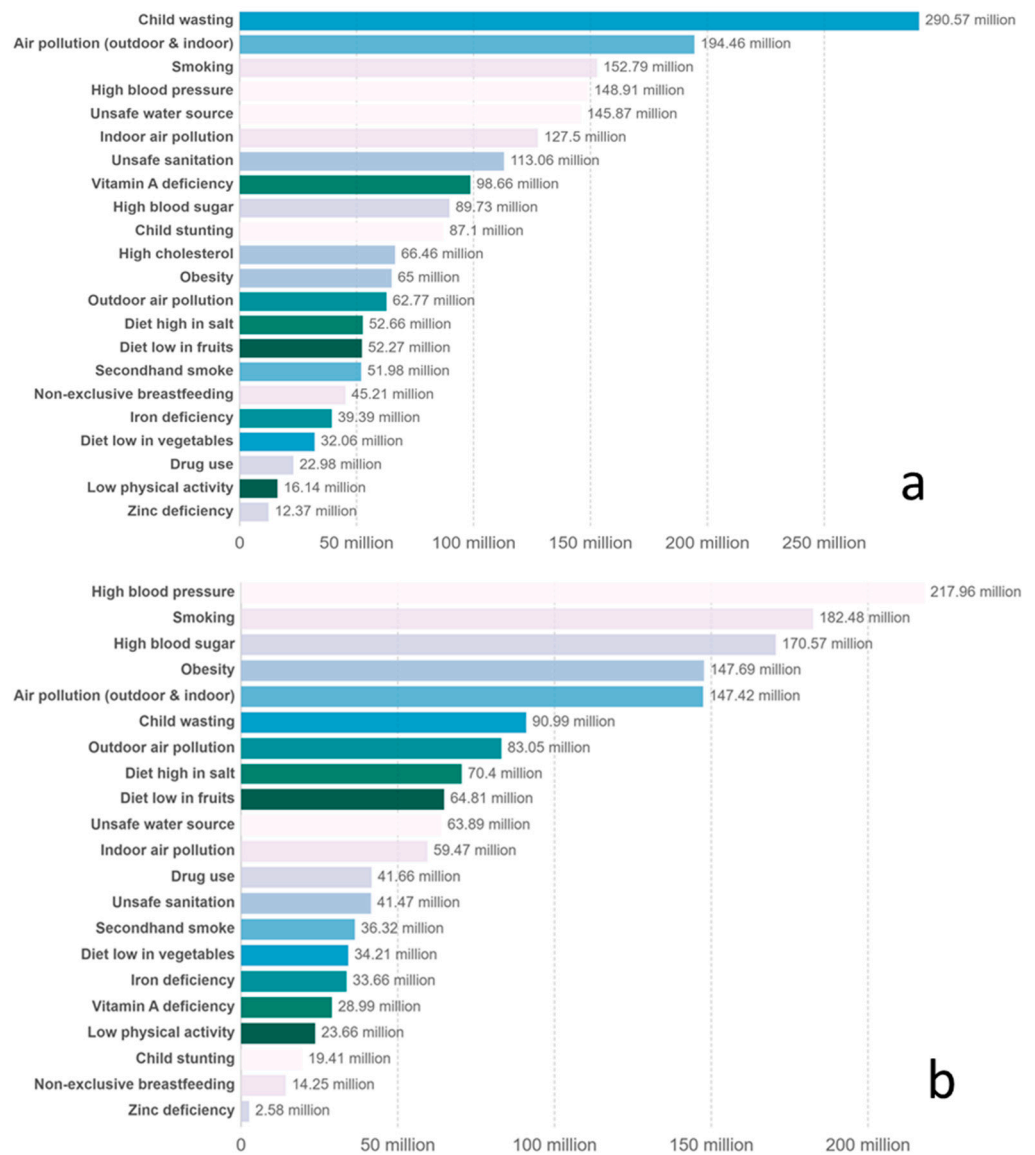 Child wasting 290.57 million
Air pollution (outdoor & indoor) 194.46 million
Smoking 152.79 million
High blood pressure 148.91 million
Unsafe water source 145.87 million
Indoor air pollution 127.5 million
Unsafe sanitation 113.06 million
Vitamin A deficiency 98.66 million
High blood sugar 89.73 million
Child stunting 87.1 million
High cholesterol 66.46 million
Obesity 65 million
Outdoor air pollution 62.77 million
Diet high in salt 52.66 million
Diet low in fruits 52.27 million
Secondhand smoke 51.98 million
Non-exclusive breastfeeding 45.21 million
Iron deficiency 39.39 million
Diet low in vegetables 32.06 million
Drug use 22.98 million
Low physical activity 16.14 million
Zinc deficiency 12.37 million
a
0 50 million 100 million 150 million 200 million 250 million
High blood pressure 217.96 million
Smoking 182.48 million
High blood sugar 170.57 million
Obesity 147.69 million
Air pollution (outdoor & indoor) 147.42 million
Child wasting 90.99 million
Outdoor air pollution 83.05 million
Diet high in salt 70.4 million
Diet low in fruits 64.81 million
Unsafe water source 63.89 million
Indoor air pollution 59.47 million
Drug use 41.66 million
Unsafe sanitation 41.47 million
Secondhand smoke 36.32 million
Diet low in vegetables 34.21 million
Iron deficiency 33.66 million
Vitamin A deficiency 28.99 million
Low physical activity 23.66 million
Child stunting 19.41 million
Non-exclusive breastfeeding 14.25 million
Zinc deficiency 2.58 million
b
0 50 million 100 million 150 million 200 million